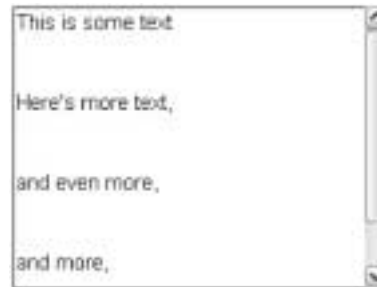 This is some text
Here's more text,
and even more,
and more,